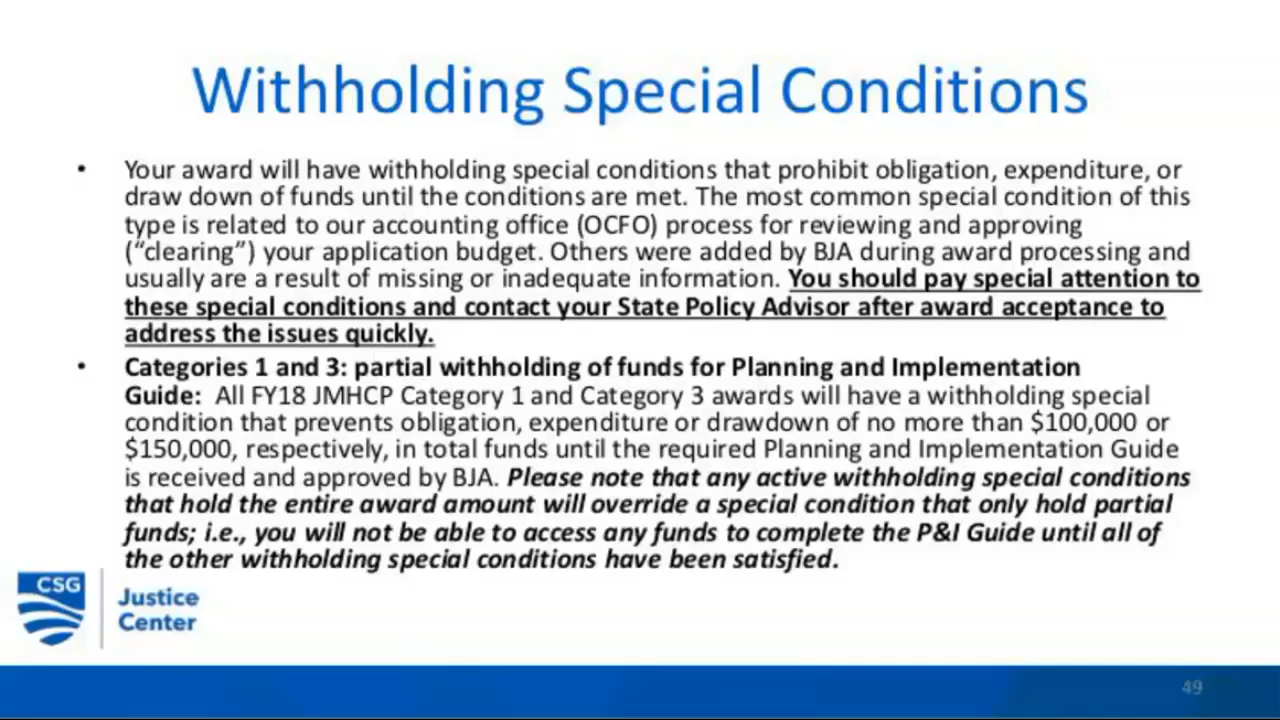 Withholding Special Conditions
• Your award will have withholding special conditions that prohibit obligation, expenditure, or
draw down of funds until the conditions are met. The most common special condition of this
type is related to our accounting office (OCFO) process for reviewing and approving
(“clearing”) your application budget. Others were added by BJA during award processing and
usually are a result of missing or inadequate information. You should pay special attention to
these special conditions and contact your State Policy Advisor after award acceptance to
address the issues quickly.
• Categories 1 and 3: partial withholding of funds for Planning and Implementation
Guide: All FY18 JMHCP Category 1 and Category 3 awards will have a withholding special
condition that prevents obligation, expenditure or drawdown of no more than $100,000 or
$150,000, respectively, in total funds until the required Planning and Implementation Guide
is received and approved by BJA. Please note that any active withholding special conditions
that hold the entire award amount will override a special condition that only hold partial
funds; i.e., you will not be able to access any funds to complete the P&I Guide until all of
the other withholding special conditions have been satisfied.
CSG
Justice
Center
49